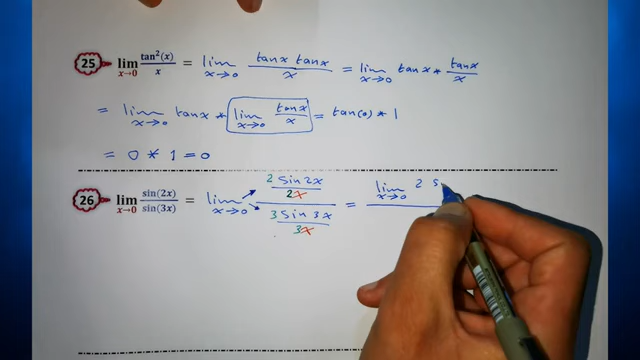 25 lim x→0 tan²(x)/x = lim x→0 tanx tanx/x = lim x→0 tanx * tanx/x
= lim x→0 tanx * lim x→0 tanx/x = tan(0) * 1
= 0 * 1 = 0
26 lim x→0 sin(2x)/sin(3x) = lim x→0 (2 sin 2x/2x)/(3 sin 3x/3x) = lim x→0 2 s